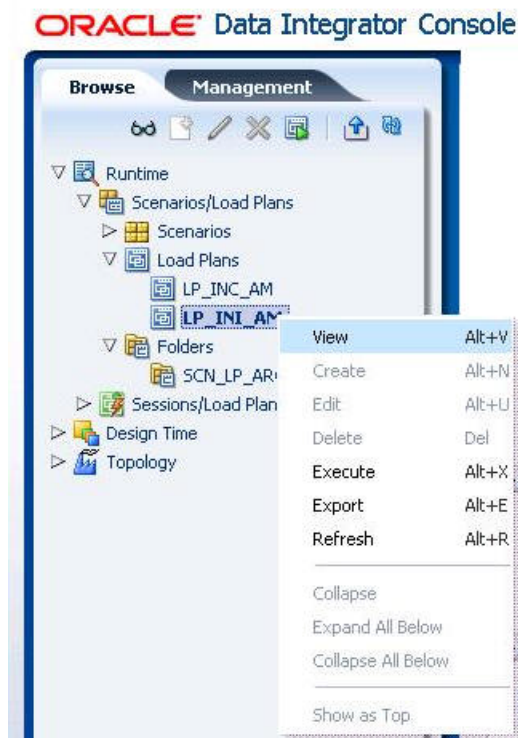 ORACLE Data Integrator Console
Browse Management
Runtime
Scenarios/Load Plans
Scenarios
Load Plans
LP_INC_AM
LP_INI_AM
Folders
SCN_LP_AR
Sessions/Load Plan
Design Time
Topology
View Alt+V
Create Alt+N
Edit Alt+U
Delete Del
Execute Alt+X
Export Alt+E
Refresh Alt+R
Collapse
Expand All Below
Collapse All Below
Show as Top